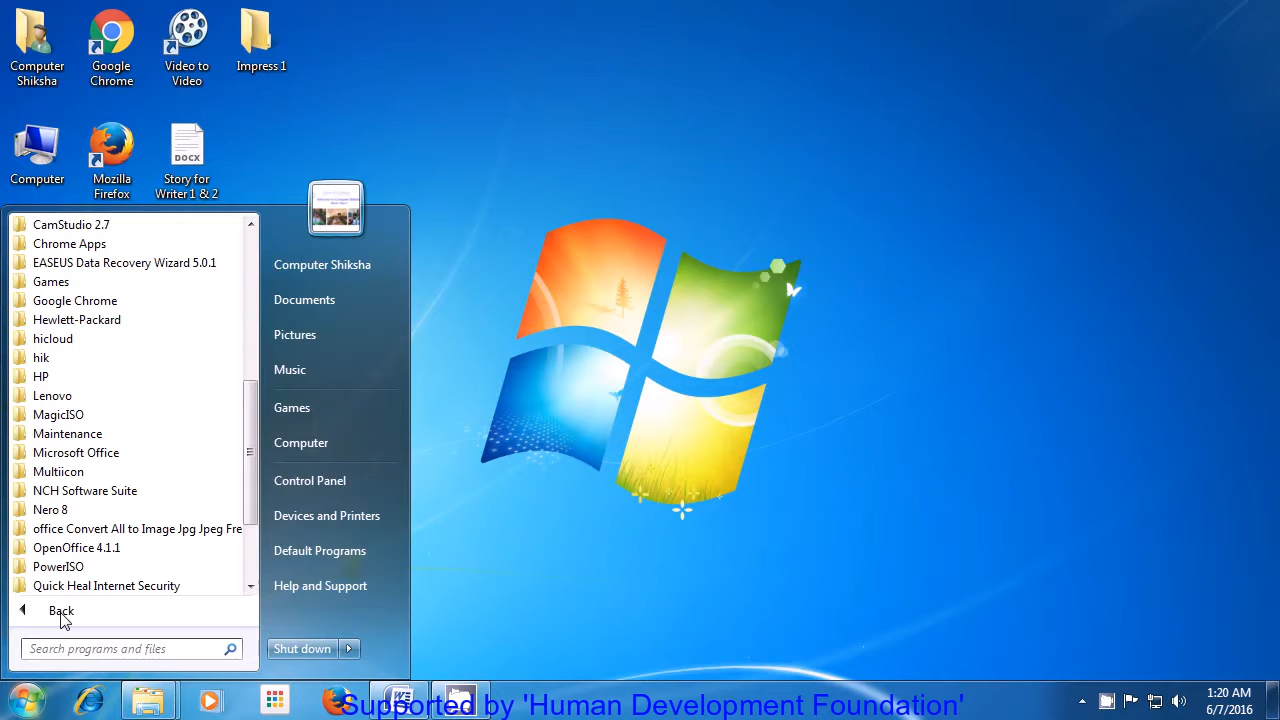 Computer
Shiksha
Google
Chrome
Video to
Video
Impress 1
Computer
Mozilla
Firefox
DOCX
Story for
Writer 1 & 2
CamStudio 2.7
Chrome Apps
EASEUS Data Recovery Wizard 5.0.1
Games
Google Chrome
Hewlett-Packard
hicloud
hik
HP
Lenovo
MagicISO
Maintenance
Microsoft Office
Multiicon
NCH Software Suite
Nero 8
office Convert All to Image Jpg Jpeg Fre
OpenOffice 4.1.1
PowerISO
Quick Heal Internet Security
Back
Search programs and files
Computer Shiksha
Documents
Pictures
Music
Games
Computer
Control Panel
Devices and Printers
Default Programs
Help and Support
Shut down
Supported by 'Human Development Foundation'
1:20 AM
6/7/2016